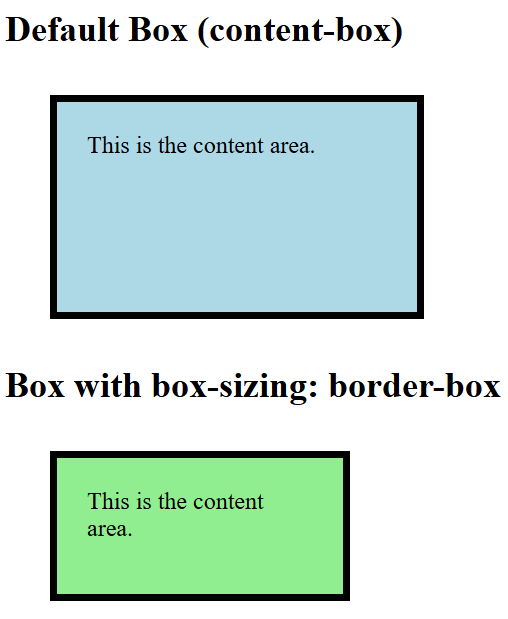 Default Box (content-box)
This is the content area.
Box with box-sizing: border-box
This is the content
area.